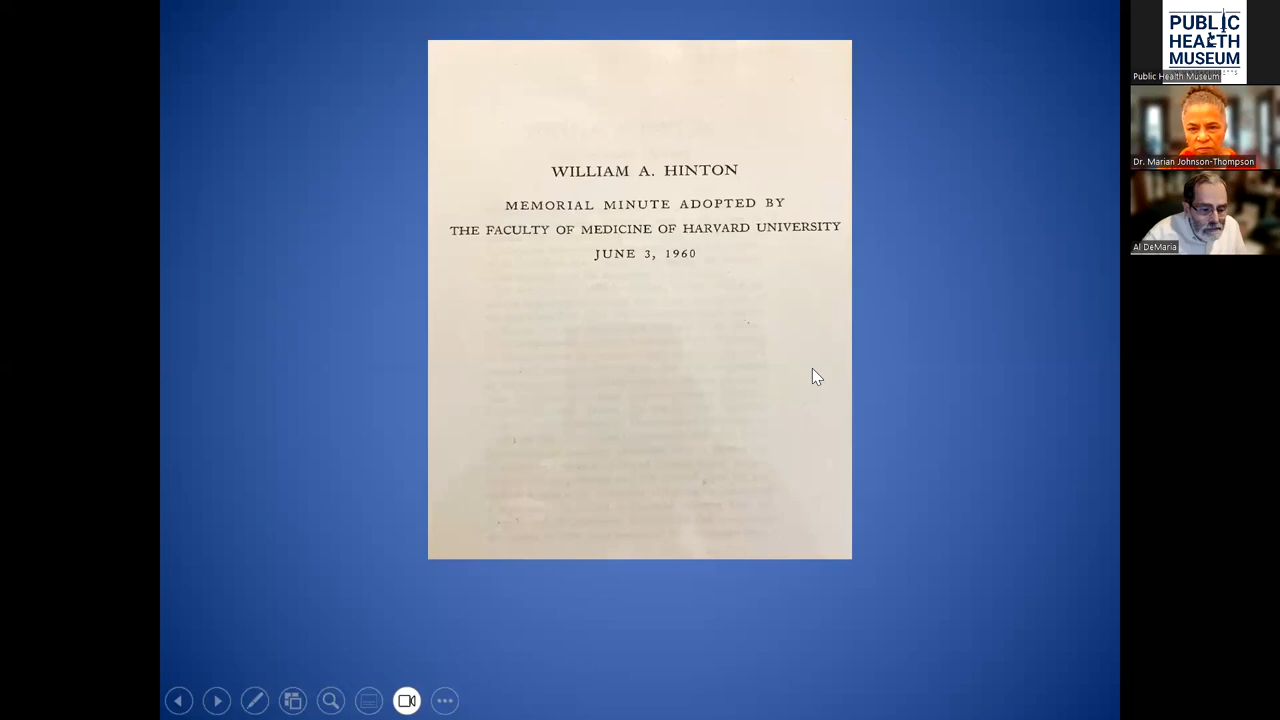 WILLIAM A. HINTON
MEMORIAL MINUTE ADOPTED BY
THE FACULTY OF MEDICINE OF HARVARD UNIVERSITY
JUNE 3, 1960
PUBLIC
HEALTH
MUSEUM
Public Health Museum
Dr. Marian Johnson-Thompson
Al DeMaria